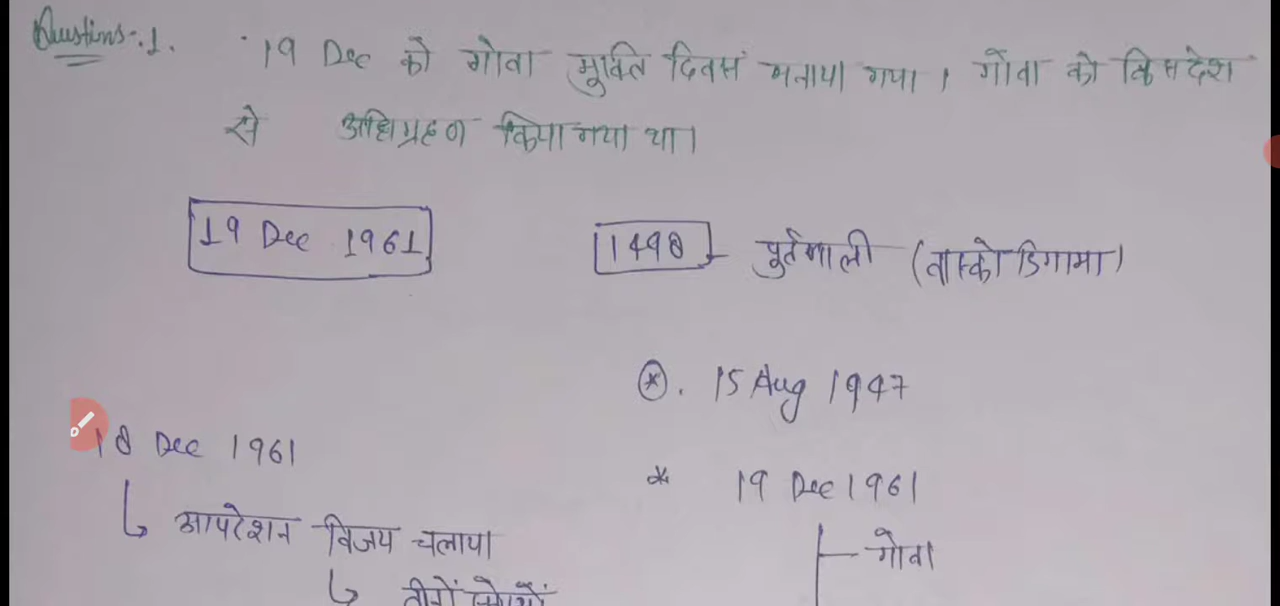 Questions:-1. 19 Dec को गोवा मुक्ति दिवस मनाया गया। गोवा को किस देश
से अधिग्रहण किया गया था।
19 Dec 1961
1498 - पुर्तगाली (वास्को डिगामा)
*. 15 Aug 1947
18 Dec 1961
* 19 Dec 1961
आपरेशन विजय चलाया
गोवा
तीनों